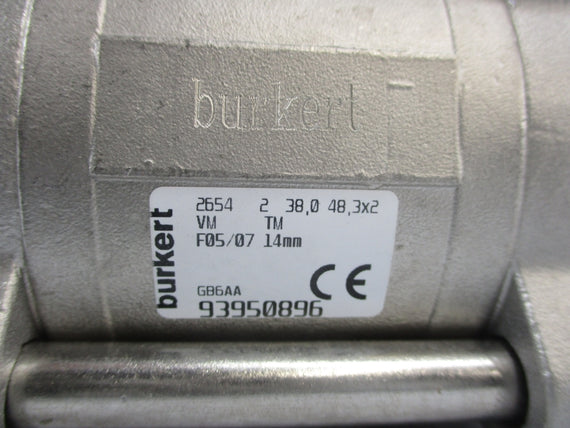 burkert
burkert
2654 2 38,0 48,3x2
VM TM
F05/07 14mm
GB6AA
CE
93950896